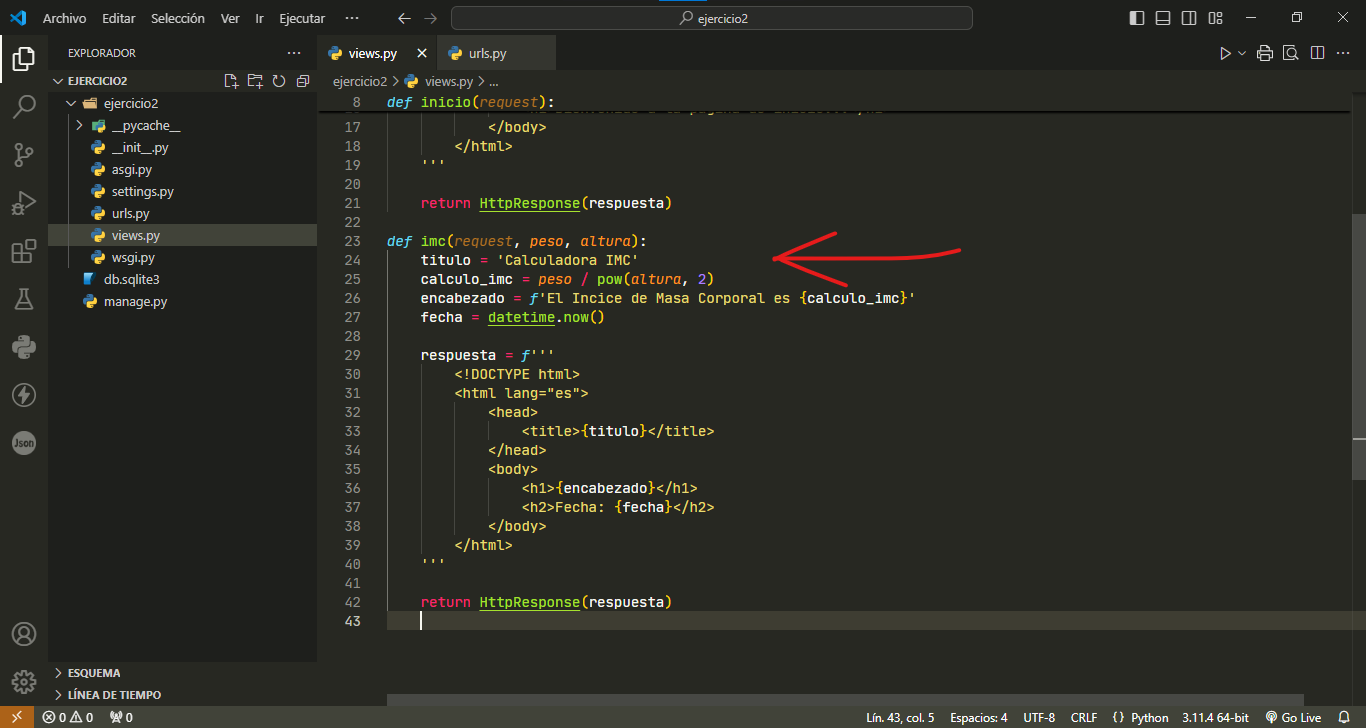 Archivo Editar Selección Ver Ir Ejecutar ··· ejercicio2
EXPLORADOR ···
EJERCICIO2
ejercicio2
__pycache__
__init__.py
asgi.py
settings.py
urls.py
views.py
wsgi.py
db.sqlite3
manage.py
ESQUEMA
LÍNEA DE TIEMPO
Json
views.py urls.py
ejercicio2 > views.py > ...
8 def inicio(request):
17 </body>
18 </html>
19 '''
20
21 return HttpResponse(respuesta)
22
23 def imc(request, peso, altura):
24 titulo = 'Calculadora IMC'
25 calculo_imc = peso / pow(altura, 2)
26 encabezado = f'El Incice de Masa Corporal es {calculo_imc}'
27 fecha = datetime.now()
28
29 respuesta = f'''
30 <!DOCTYPE html>
31 <html lang="es">
32 <head>
33 <title>{titulo}</title>
34 </head>
35 <body>
36 <h1>{encabezado}</h1>
37 <h2>Fecha: {fecha}</h2>
38 </body>
39 </html>
40 '''
41
42 return HttpResponse(respuesta)
43
0 0 0 Lín. 43, col. 5 Espacios: 4 UTF-8 CRLF {} Python 3.11.4 64-bit Go Live